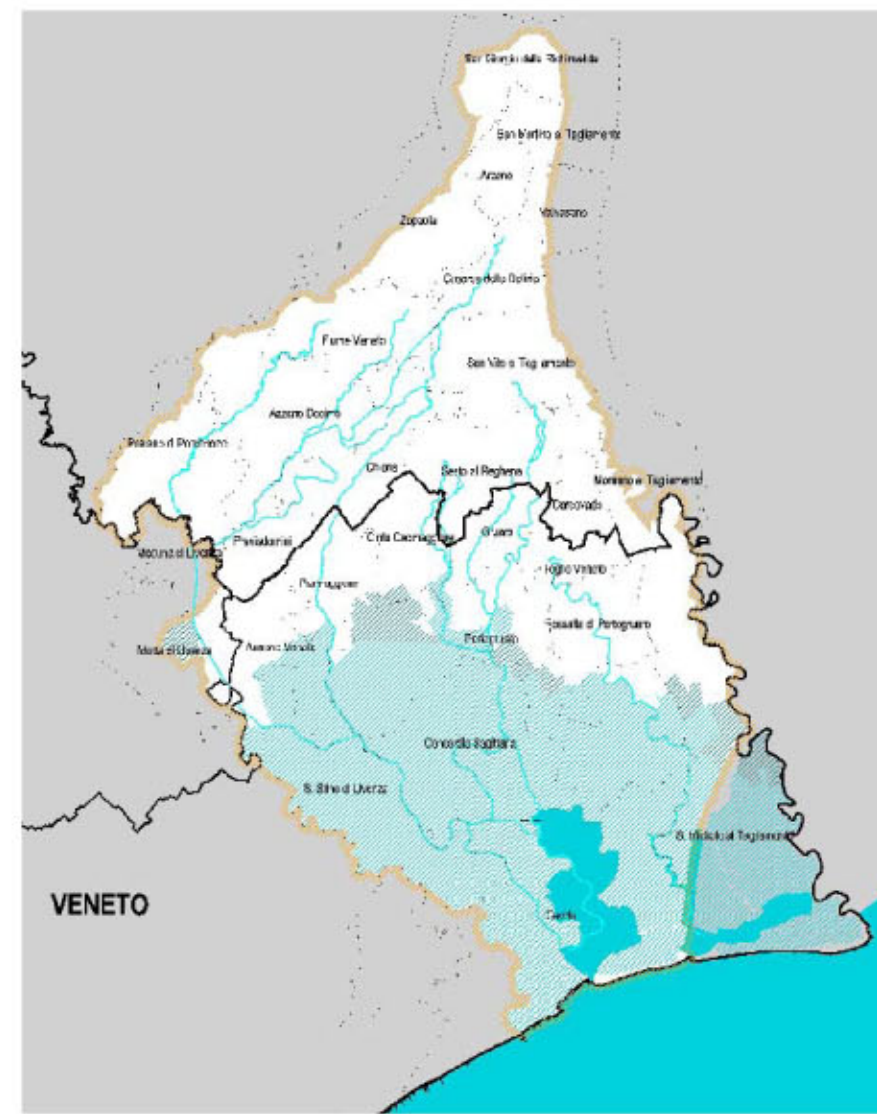 San Giorgio della Richinvelda
San Martino al Tagliamento
Arzene
Valvasone
Zoppola
Casarsa della Delizia
Fiume Veneto
San Vito al Tagliamento
Azzano Decimo
Pasiano di Pordenone
Chions
Sesto al Reghena
Morsano al Tagliamento
Cordovado
Cinto Caomaggiore
Gruaro
Pravisdomini
Meduna di Livenza
Teglio Veneto
Pramaggiore
Fossalta di Portogruaro
Portogruaro
Motta di Livenza
Annone Veneto
Concordia Sagittaria
S. Stino di Livenza
S. Michele al Tagliamento
VENETO
Caorle